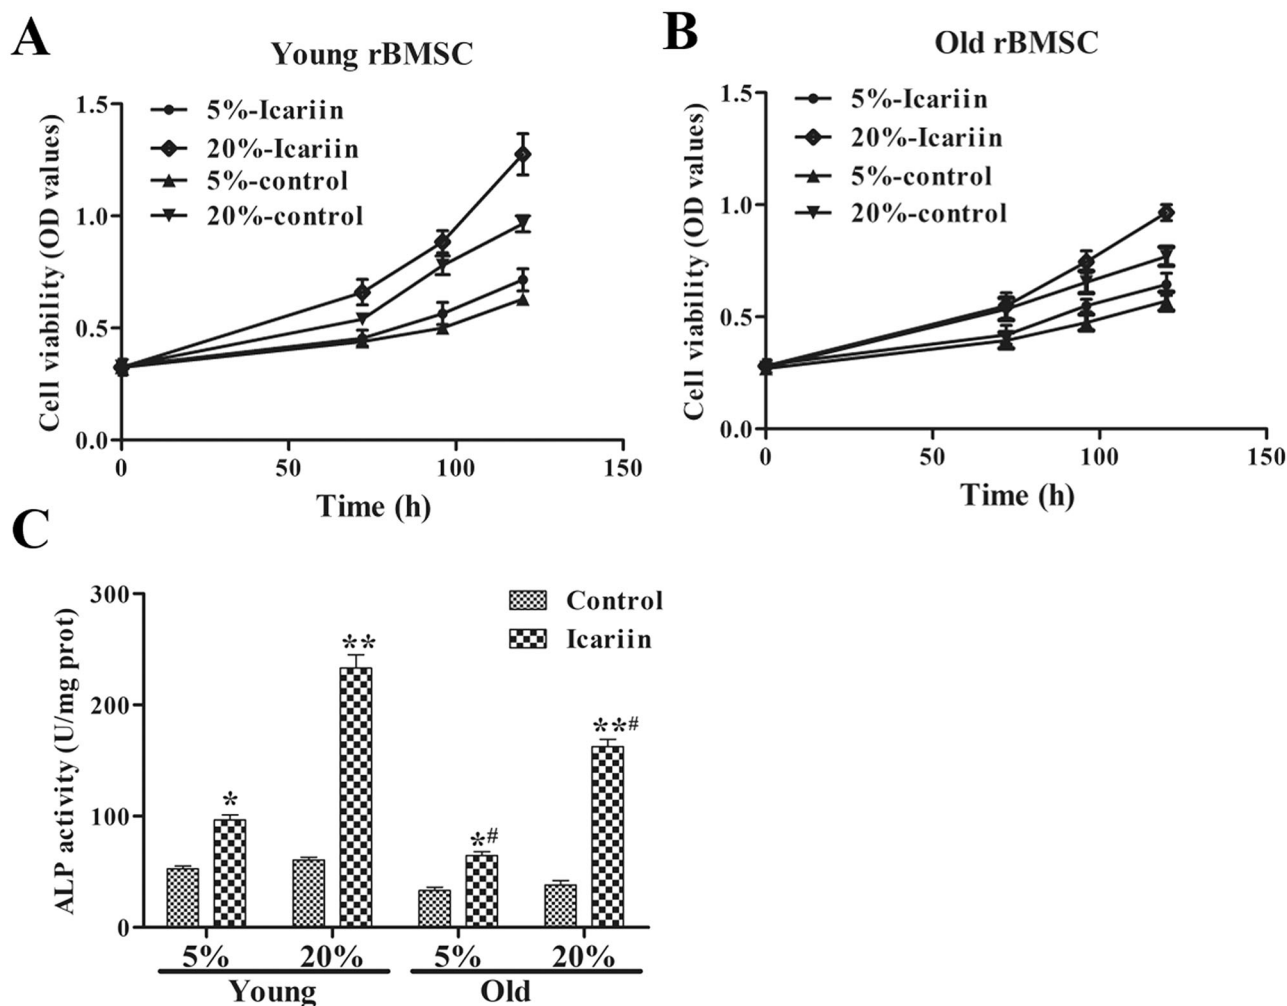 A
Young rBMSC
5%-Icariin
20%-Icariin
5%-control
20%-control
Cell viability (OD values)
1.5
1.0
0.5
0.0
0
50
100
150
Time (h)
B
Old rBMSC
5%-Icariin
20%-Icariin
5%-control
20%-control
Cell viability (OD values)
1.5
1.0
0.5
0.0
0
50
100
150
Time (h)
C
Control
Icariin
ALP activity (U/mg prot)
300
200
100
0
*
**
*#
**#
5%
20%
5%
20%
Young
Old